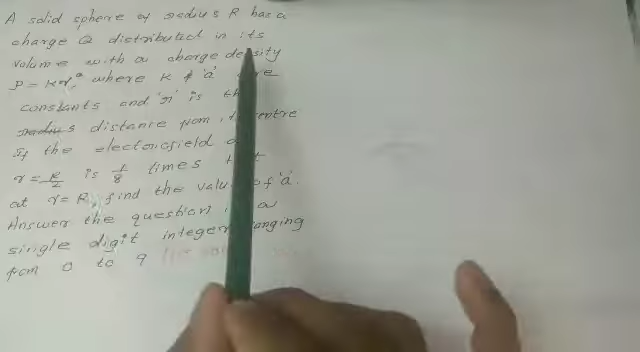 A solid sphere of radius R has a
charge Q distributed in its
volume with a charge density
ρ = Krᵃ, where K & 'a'
constants and 'r' is
distance from
If the electric field
r = R/2 is 1/8 times
at r = R, find the of 'a'.
Answer the question a
single digit integer ranging
from 0 to 9